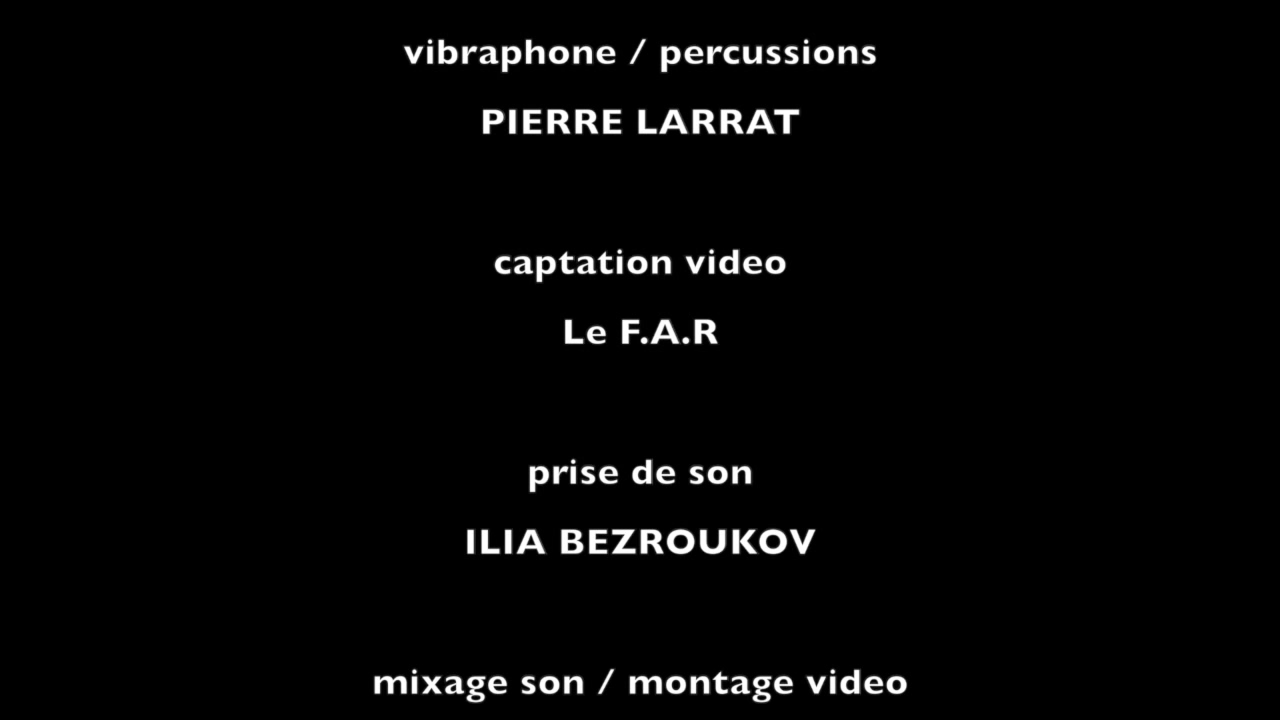 vibraphone / percussions
PIERRE LARRAT
captation video
Le F.A.R
prise de son
ILIA BEZROUKOV
mixage son / montage video